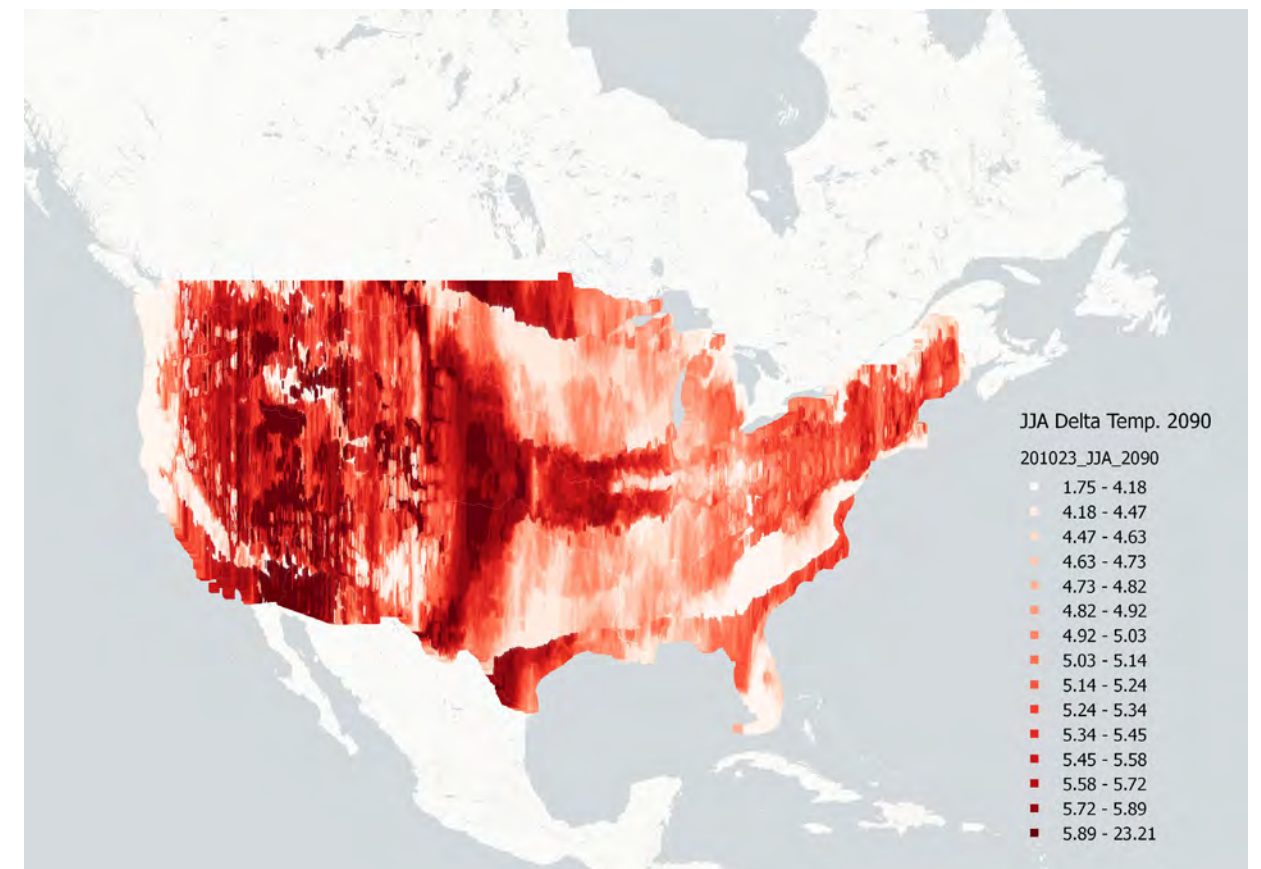 JJA Delta Temp. 2090
201023_JJA_2090
1.75 - 4.18
4.18 - 4.47
4.47 - 4.63
4.63 - 4.73
4.73 - 4.82
4.82 - 4.92
4.92 - 5.03
5.03 - 5.14
5.14 - 5.24
5.24 - 5.34
5.34 - 5.45
5.45 - 5.58
5.58 - 5.72
5.72 - 5.89
5.89 - 23.21